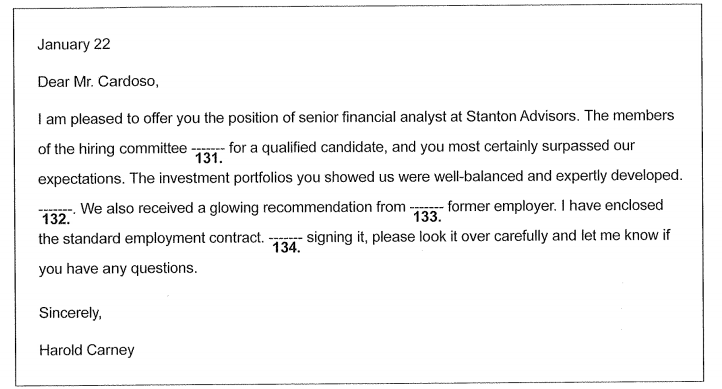 January 22
Dear Mr. Cardoso,
I am pleased to offer you the position of senior financial analyst at Stanton Advisors. The members
of the hiring committee ------- for a qualified candidate, and you most certainly surpassed our
131.
expectations. The investment portfolios you showed us were well-balanced and expertly developed.
-------. We also received a glowing recommendation from ------- former employer. I have enclosed
132. 133.
the standard employment contract. ------- signing it, please look it over carefully and let me know if
134.
you have any questions.
Sincerely,
Harold Carney